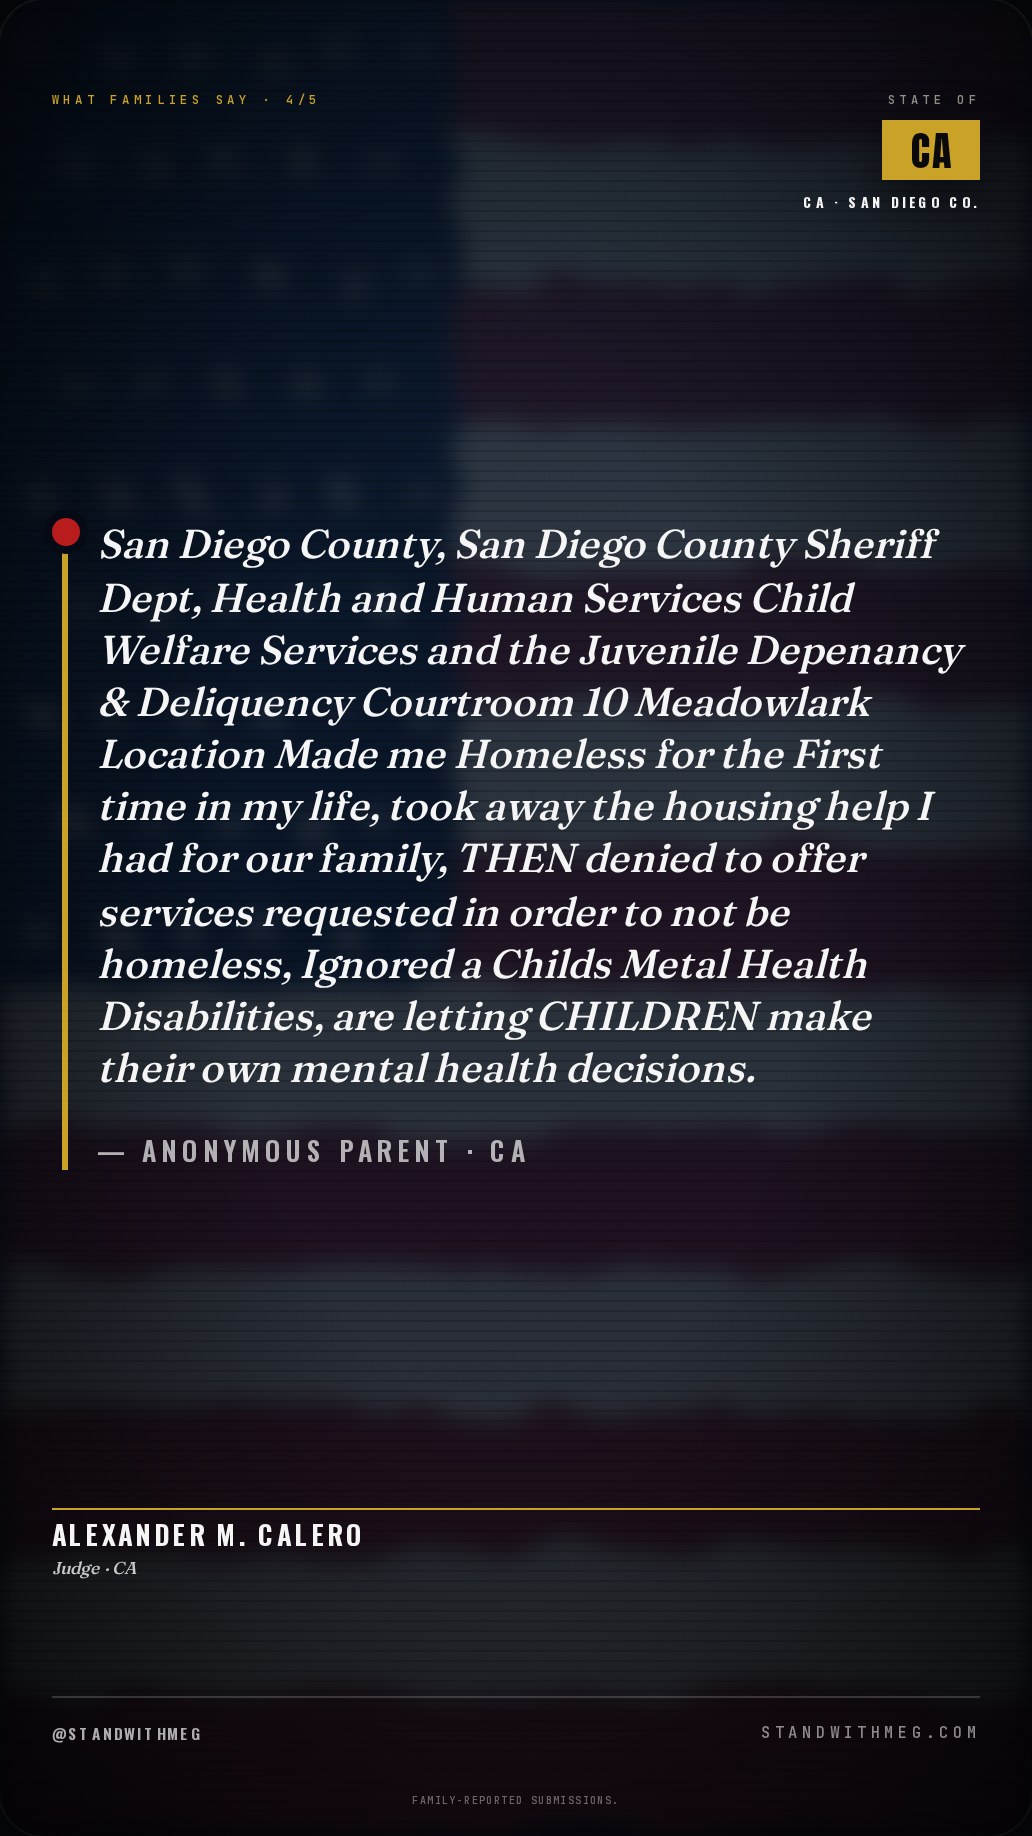 WHAT FAMILIES SAY · 4/5
STATE OF
CA
CA · SAN DIEGO CO.
San Diego County, San Diego County Sheriff
Dept, Health and Human Services Child
Welfare Services and the Juvenile Depenancy
& Deliquency Courtroom 10 Meadowlark
Location Made me Homeless for the First
time in my life, took away the housing help I
had for our family, THEN denied to offer
services requested in order to not be
homeless, Ignored a Childs Metal Health
Disabilities, are letting CHILDREN make
their own mental health decisions.
— ANONYMOUS PARENT · CA
ALEXANDER M. CALERO
Judge · CA
@STANDWITHMEG
STANDWITHMEG.COM
FAMILY-REPORTED SUBMISSIONS.